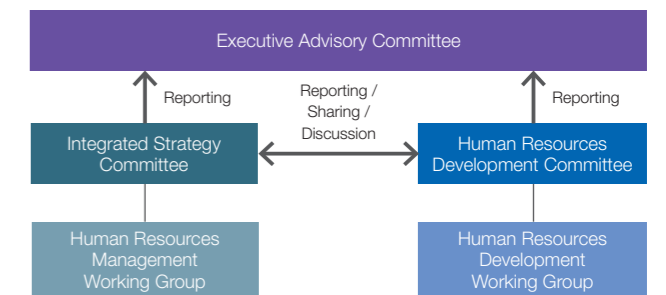 Executive Advisory Committee
Reporting
Reporting /
Sharing /
Discussion
Reporting
Integrated Strategy
Committee
Human Resources
Development Committee
Human Resources
Management
Working Group
Human Resources
Development
Working Group